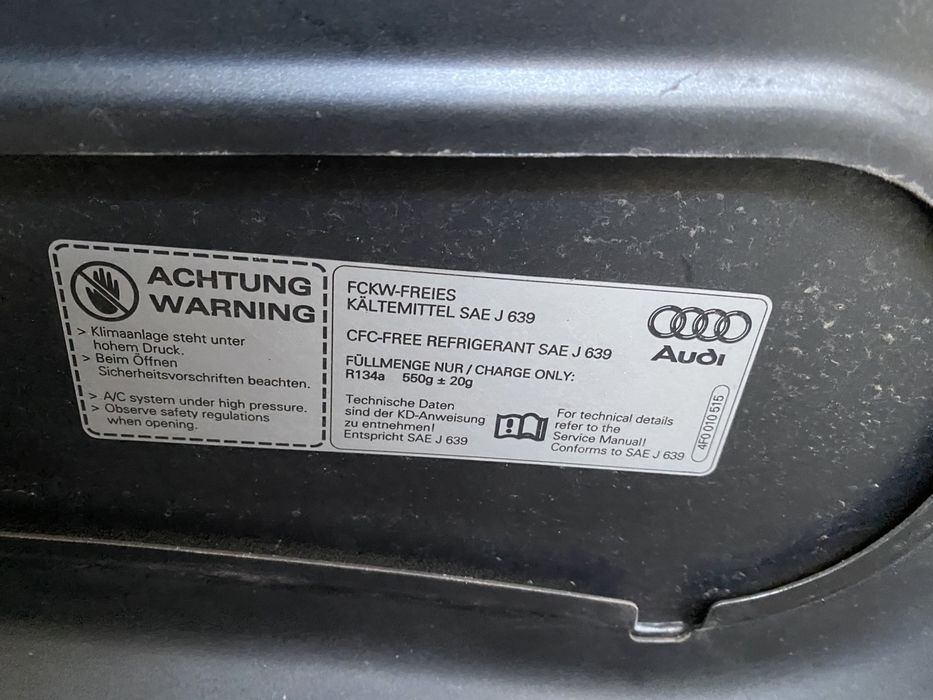 ACHTUNG
WARNING
> Klimaanlage steht unter
hohem Druck.
> Beim Öffnen
Sicherheitsvorschriften beachten.
> A/C system under high pressure.
> Observe safety regulations
when opening.
FCKW-FREIES
KÄLTEMITTEL SAE J 639
CFC-FREE REFRIGERANT SAE J 639
FÜLLMENGE NUR / CHARGE ONLY:
R134a 550g ± 20g
Technische Daten
sind der KD-Anweisung
zu entnehmen!
Entspricht SAE J 639
For technical details
refer to the
Service Manual!
Conforms to SAE J 639
Audi
4F0 010 515